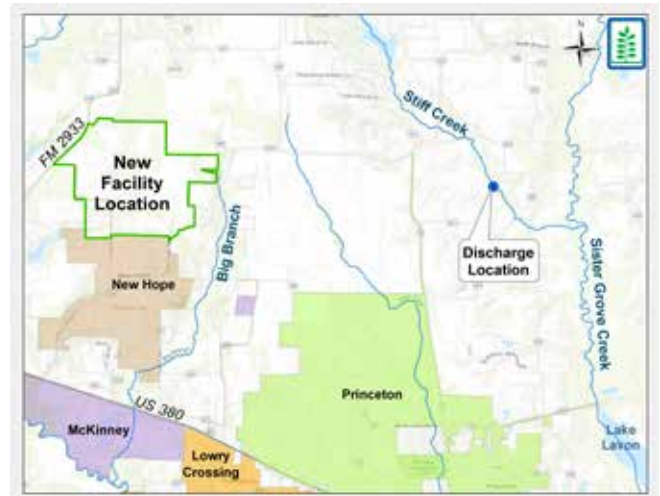 N
FM 2933
New
Facility
Location
Stiff Creek
Discharge
Location
Big Branch
Sister Grove Creek
New Hope
Princeton
US 380
McKinney
Lowry
Crossing
Lake
Lavon